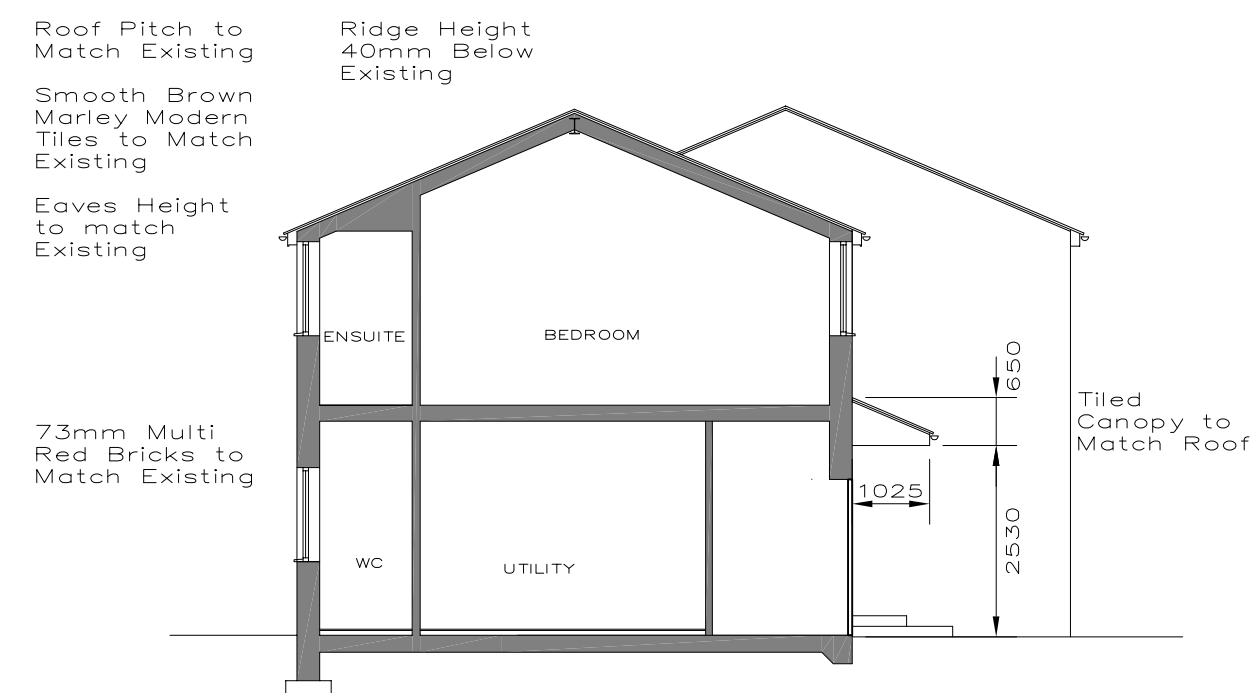 Roof Pitch to
Match Existing
Smooth Brown
Marley Modern
Tiles to Match
Existing
Eaves Height
to match
Existing
Ridge Height
40mm Below
Existing
ENSUITE
BEDROOM
650
Tiled
Canopy to
Match Roof
73mm Multi
Red Bricks to
Match Existing
1025
2530
WC
UTILITY